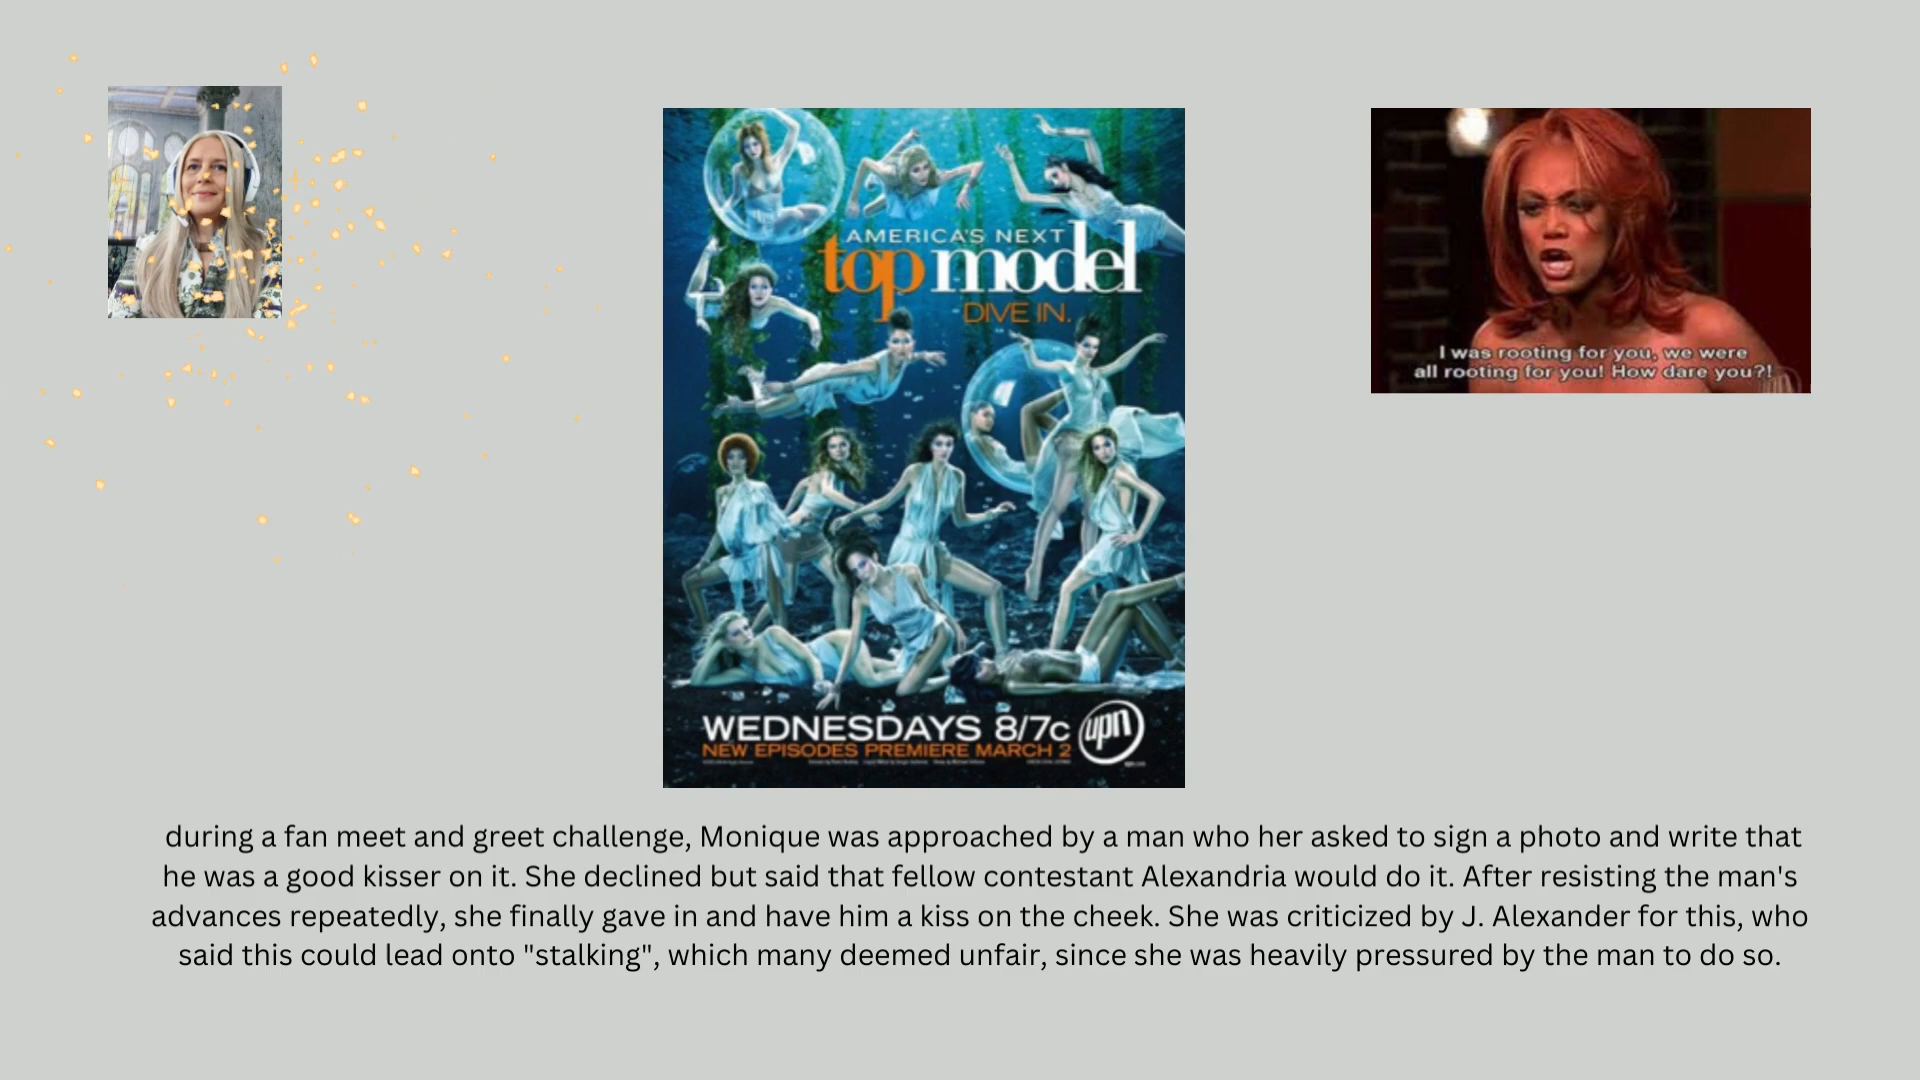 AMERICA'S NEXT
top model
DIVE IN.
WEDNESDAYS 8/7c
NEW EPISODES PREMIERE MARCH 2
upn
I was rooting for you, we were
all rooting for you! How dare you?!
during a fan meet and greet challenge, Monique was approached by a man who her asked to sign a photo and write that
he was a good kisser on it. She declined but said that fellow contestant Alexandria would do it. After resisting the man's
advances repeatedly, she finally gave in and have him a kiss on the cheek. She was criticized by J. Alexander for this, who
said this could lead onto "stalking", which many deemed unfair, since she was heavily pressured by the man to do so.